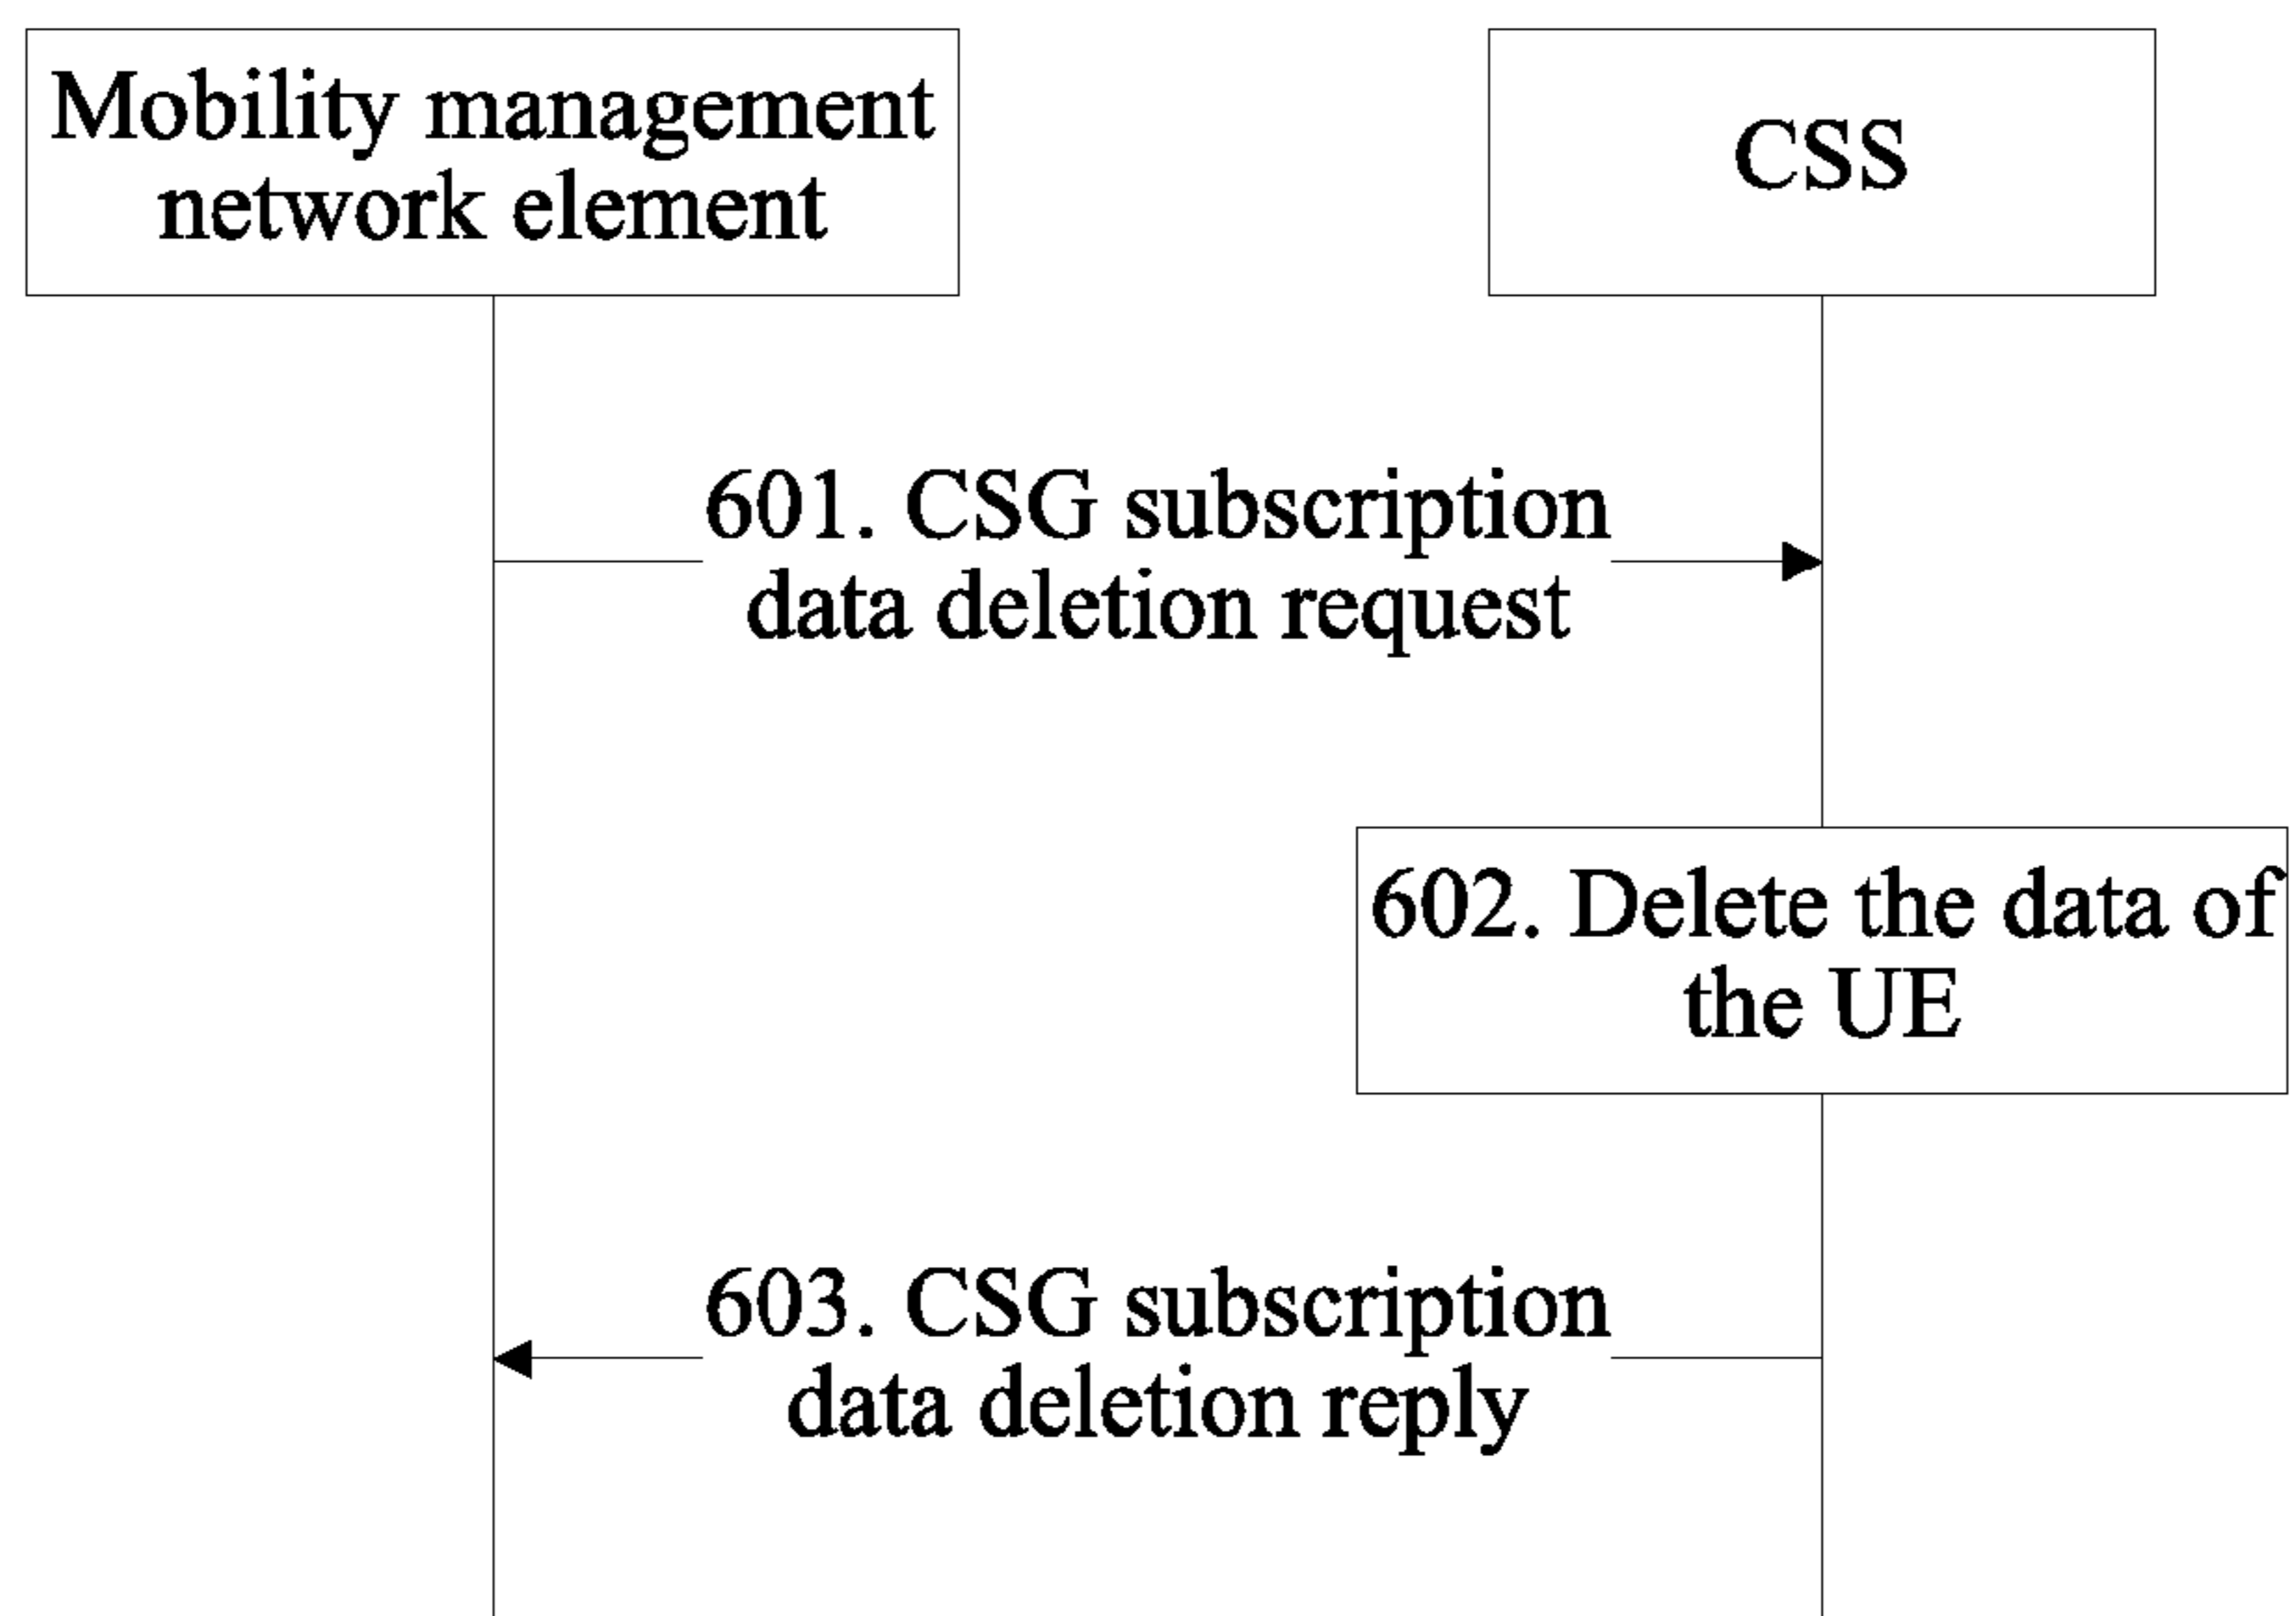 Mobility management
network element
CSS
601. CSG subscription
data deletion request
602. Delete the data of
the UE
603. CSG subscription
data deletion reply